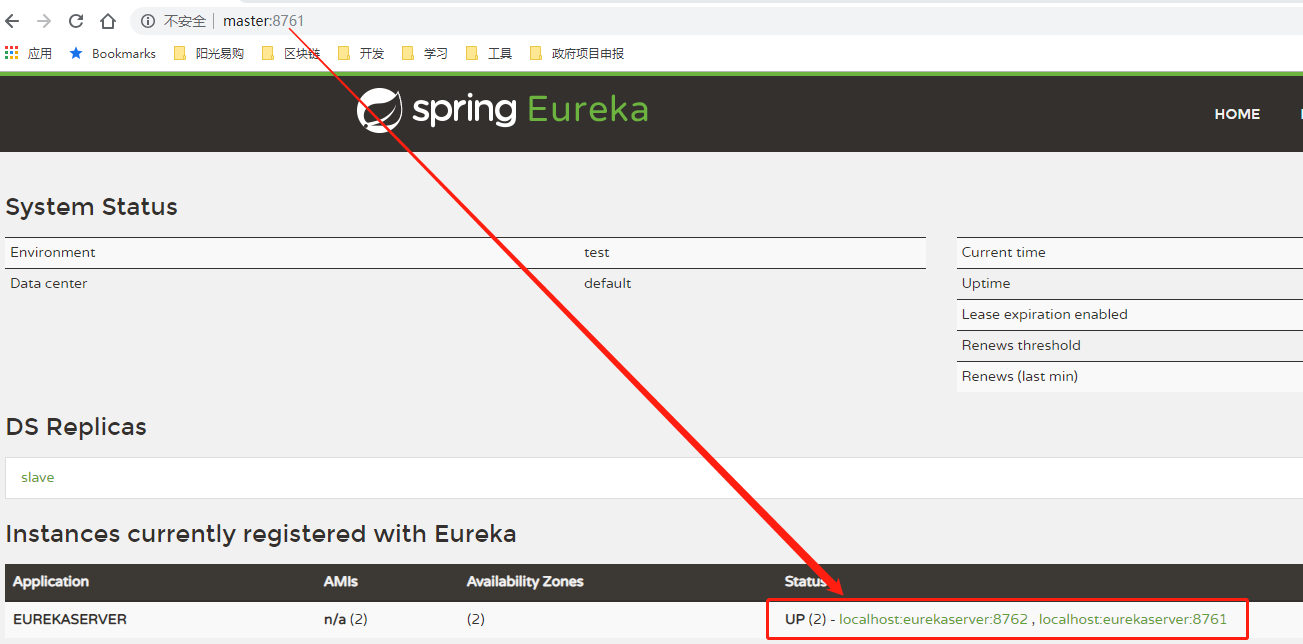 不安全 | master:8761
应用 Bookmarks 阳光易购 区块链 开发 学习 工具 政府项目申报
spring Eureka
HOME
System Status
Environment test
Data center default
Current time
Uptime
Lease expiration enabled
Renews threshold
Renews (last min)
DS Replicas
slave
Instances currently registered with Eureka
Application AMIs Availability Zones Status
EUREKASERVER n/a (2) (2) UP (2) - localhost:eurekaserver:8762 , localhost:eurekaserver:8761